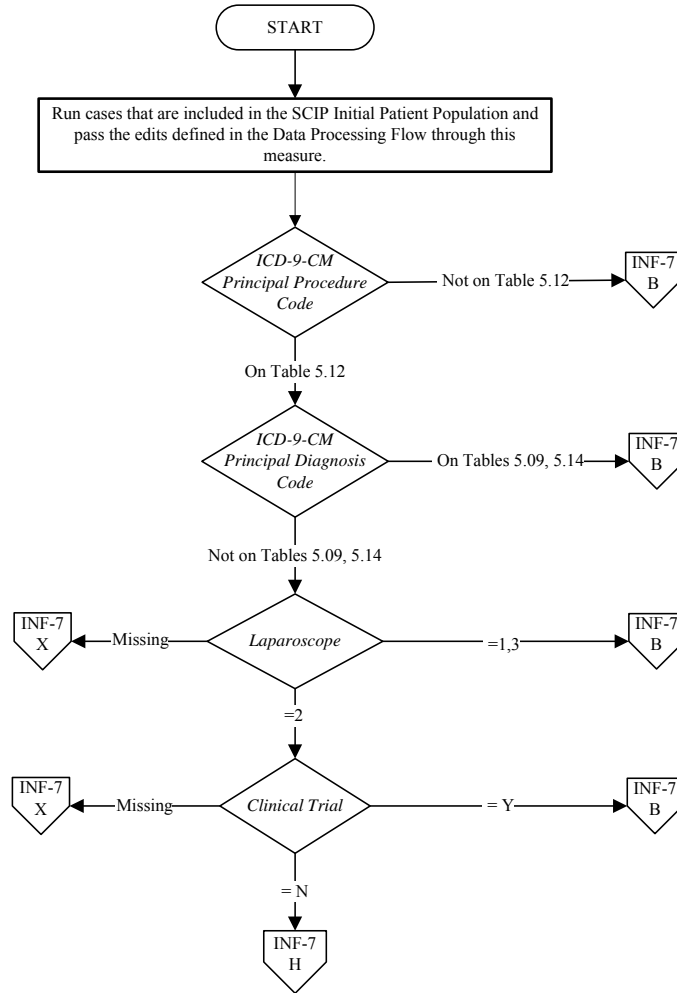 START
Run cases that are included in the SCIP Initial Patient Population and
pass the edits defined in the Data Processing Flow through this
measure.
ICD-9-CM
Principal Procedure
Code
Not on Table 5.12
INF-7
B
On Table 5.12
ICD-9-CM
Principal Diagnosis
Code
On Tables 5.09, 5.14
INF-7
B
Not on Tables 5.09, 5.14
INF-7
X
Missing
Laparoscope
=1,3
INF-7
B
=2
INF-7
X
Missing
Clinical Trial
= Y
INF-7
B
= N
INF-7
H